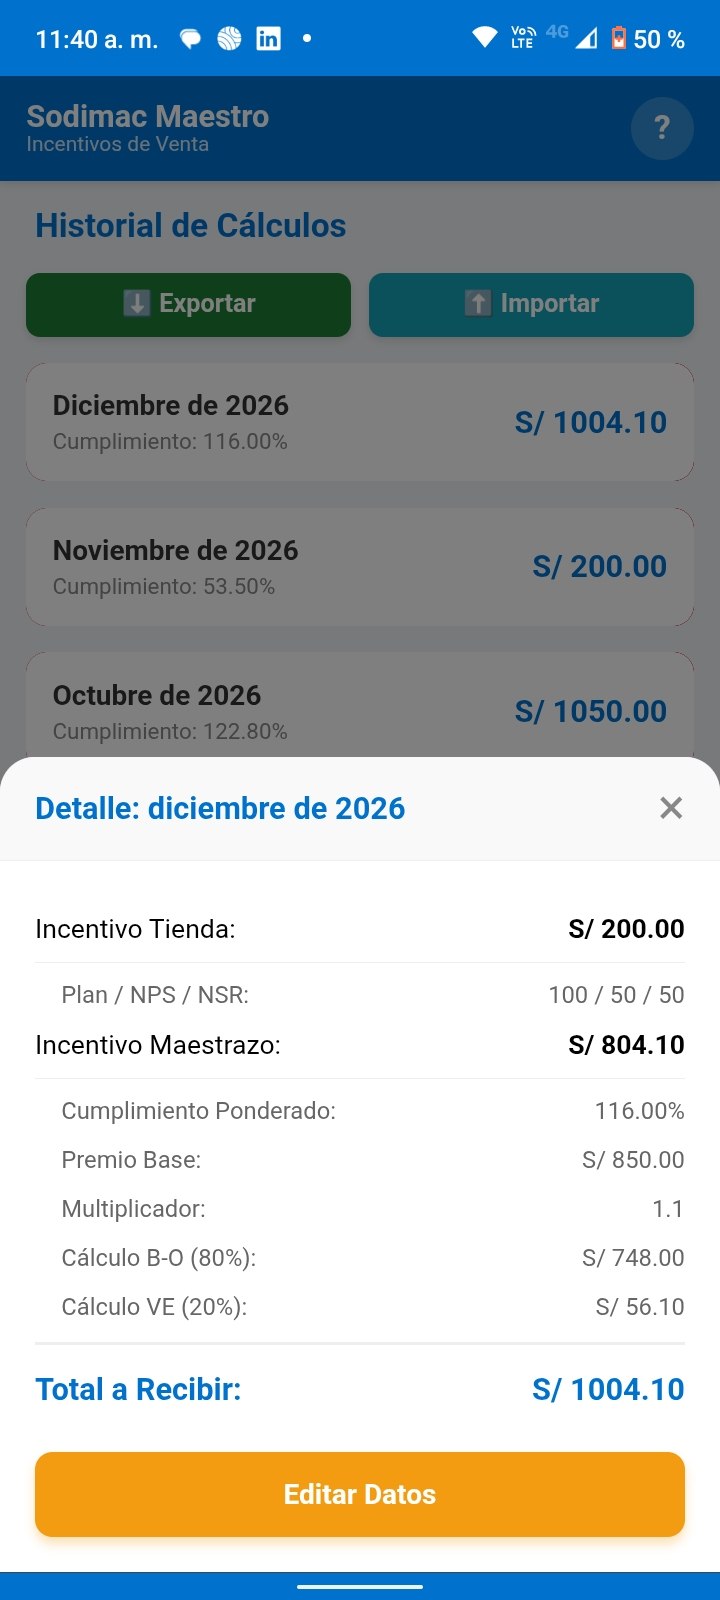 11:40 a. m.
VoLTE 4G 50 %
Sodimac Maestro
Incentivos de Venta
?
Historial de Cálculos
⬇️ Exportar
⬆️ Importar
Diciembre de 2026
Cumplimiento: 116.00%
S/ 1004.10
Noviembre de 2026
Cumplimiento: 53.50%
S/ 200.00
Octubre de 2026
Cumplimiento: 122.80%
S/ 1050.00
Detalle: diciembre de 2026 ✕
Incentivo Tienda: S/ 200.00
Plan / NPS / NSR: 100 / 50 / 50
Incentivo Maestrazo: S/ 804.10
Cumplimiento Ponderado: 116.00%
Premio Base: S/ 850.00
Multiplicador: 1.1
Cálculo B-O (80%): S/ 748.00
Cálculo VE (20%): S/ 56.10
Total a Recibir: S/ 1004.10
Editar Datos